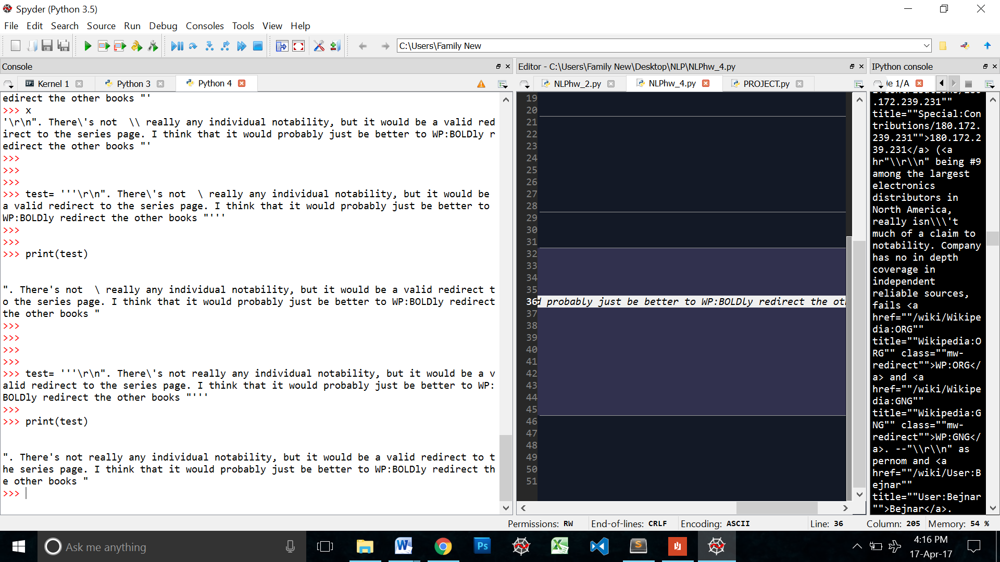 Spyder (Python 3.5)
File Edit Search Source Run Debug Consoles Tools View Help
C:\Users\Family New
Console
Kernel 1 Python 3 Python 4
edirect the other books "'
>>> x
'\r\n". There\'s not  \\ really any individual notability, but it would be a valid red
irect to the series page. I think that it would probably just be better to WP:BOLDly r
edirect the other books "'
>>>
>>>
>>>
>>> test= '''\r\n". There\'s not  \ really any individual notability, but it would be
a valid redirect to the series page. I think that it would probably just be better to
WP:BOLDly redirect the other books "'''
>>>
>>>
>>> print(test)
". There's not  \ really any individual notability, but it would be a valid redirect t
o the series page. I think that it would probably just be better to WP:BOLDly redirect
the other books "
>>>
>>>
>>>
>>>
>>> test= '''\r\n". There\'s not really any individual notability, but it would be a v
alid redirect to the series page. I think that it would probably just be better to WP:
BOLDly redirect the other books "'''
>>>
>>> print(test)
". There's not really any individual notability, but it would be a valid redirect to t
he series page. I think that it would probably just be better to WP:BOLDly redirect th
e other books "
>>>
Editor - C:\Users\Family New\Desktop\NLP\NLPhw_4.py
NLPhw_2.py NLPhw_4.py PROJECT.py
19
20
21
22
23
24
25
26
27
28
29
30
31
32
33
34
35
36 d probably just be better to WP:BOLDly redirect the ot
37
38
39
40
41
42
43
44
45
46
47
48
49
50
51
IPython console
le 1/A
.172.239.231""
title=""Special:Con
tributions/180.172.
239.231"">180.172.2
39.231</a> (<a
hr"\\r\\n" being #9
among the largest
electronics
distributors in
North America,
really isn\\\'t
much of a claim to
notability. Company
has no in depth
coverage in
independent
reliable sources,
fails <a
href=""/wiki/Wikipe
dia:ORG""
title=""Wikipedia:O
RG"" class=""mw-
redirect"">WP:ORG</
a> and <a
href=""/wiki/Wikipe
dia:GNG""
title=""Wikipedia:G
NG"" class=""mw-
redirect"">WP:GNG</
a>. --"\\r\\n" as
pernom and <a
href=""/wiki/User:B
ejnar""
title=""User:Bejnar
"">Bejnar</a>.
Permissions: RW End-of-lines: CRLF Encoding: ASCII Line: 36 Column: 205 Memory: 54 %
Ask me anything
4:16 PM
17-Apr-17